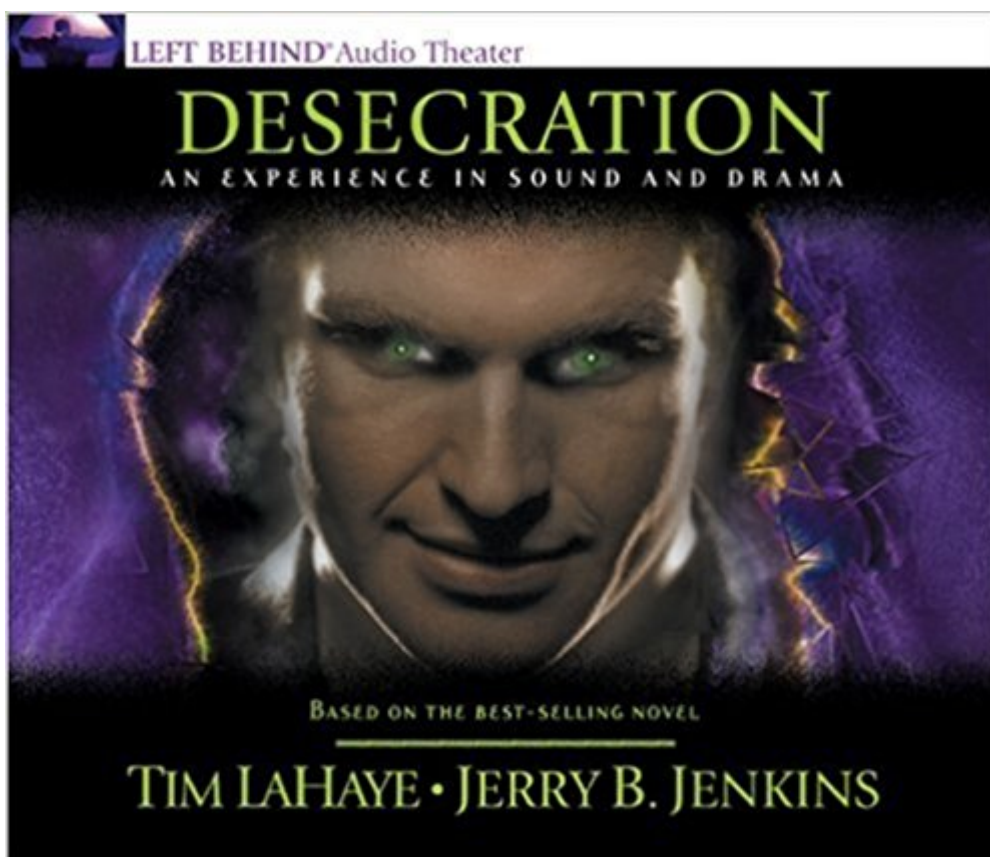 LEFT BEHIND® Audio Theater
DESECRATION
AN EXPERIENCE IN SOUND AND DRAMA
BASED ON THE BEST-SELLING NOVEL
TIM LAHAYE • JERRY B. JENKINS